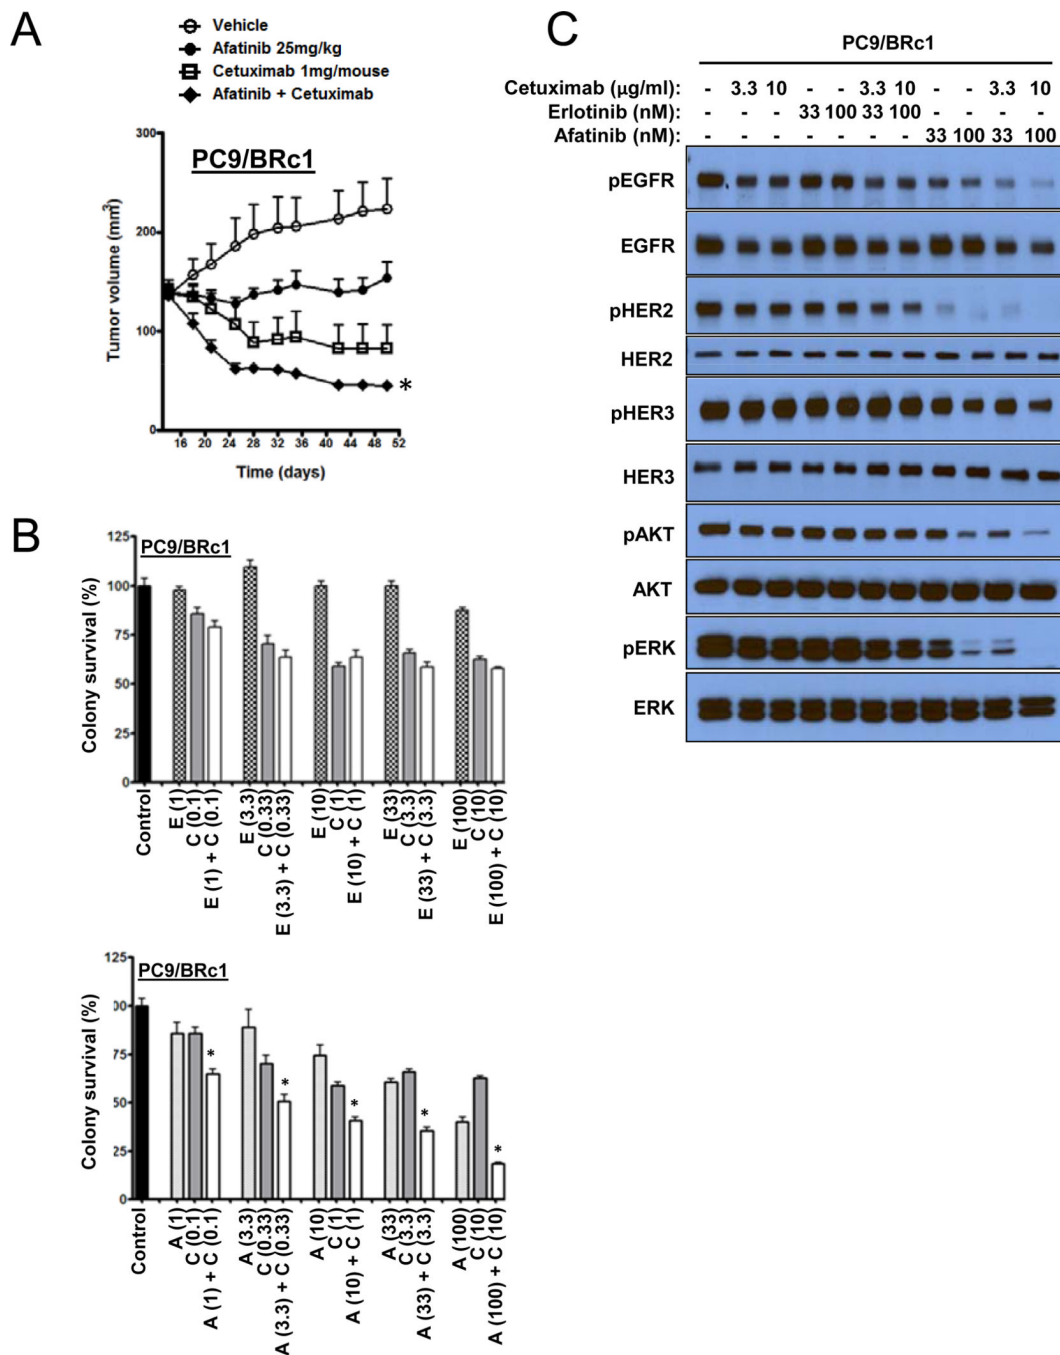 A
Vehicle
Afatinib 25mg/kg
Cetuximab 1mg/mouse
Afatinib + Cetuximab
PC9/BRc1
Tumor volume (mm³)
300
200
100
0
*
16 20 24 28 32 36 40 44 48 52
Time (days)
B
PC9/BRc1
Colony survival (%)
125
100
75
50
25
0
Control
E (1)
C (0.1)
E (1) + C (0.1)
E (3.3)
C (0.33)
E (3.3) + C (0.33)
E (10)
C (1)
E (10) + C (1)
E (33)
C (3.3)
E (33) + C (3.3)
E (100)
C (10)
E (100) + C (10)
PC9/BRc1
Colony survival (%)
125
00
75
50
25
0
* * * * *
Control
A (1)
C (0.1)
A (1) + C (0.1)
A (3.3)
C (0.33)
A (3.3) + C (0.33)
A (10)
C (1)
A (10) + C (1)
A (33)
C (3.3)
A (33) + C (3.3)
A (100)
C (10)
A (100) + C (10)
C
PC9/BRc1
Cetuximab (µg/ml): - 3.3 10 - - 3.3 10 - - 3.3 10
Erlotinib (nM): - - - 33 100 33 100 - - - -
Afatinib (nM): - - - - - - - 33 100 33 100
pEGFR
EGFR
pHER2
HER2
pHER3
HER3
pAKT
AKT
pERK
ERK